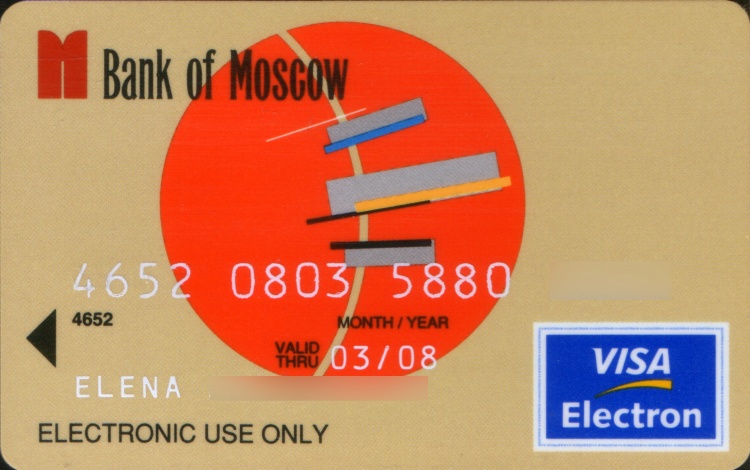 Bank of Moscow
4652 0803 5880
4652
MONTH / YEAR
VALID THRU 03/08
ELENA
ELECTRONIC USE ONLY
VISA
Electron